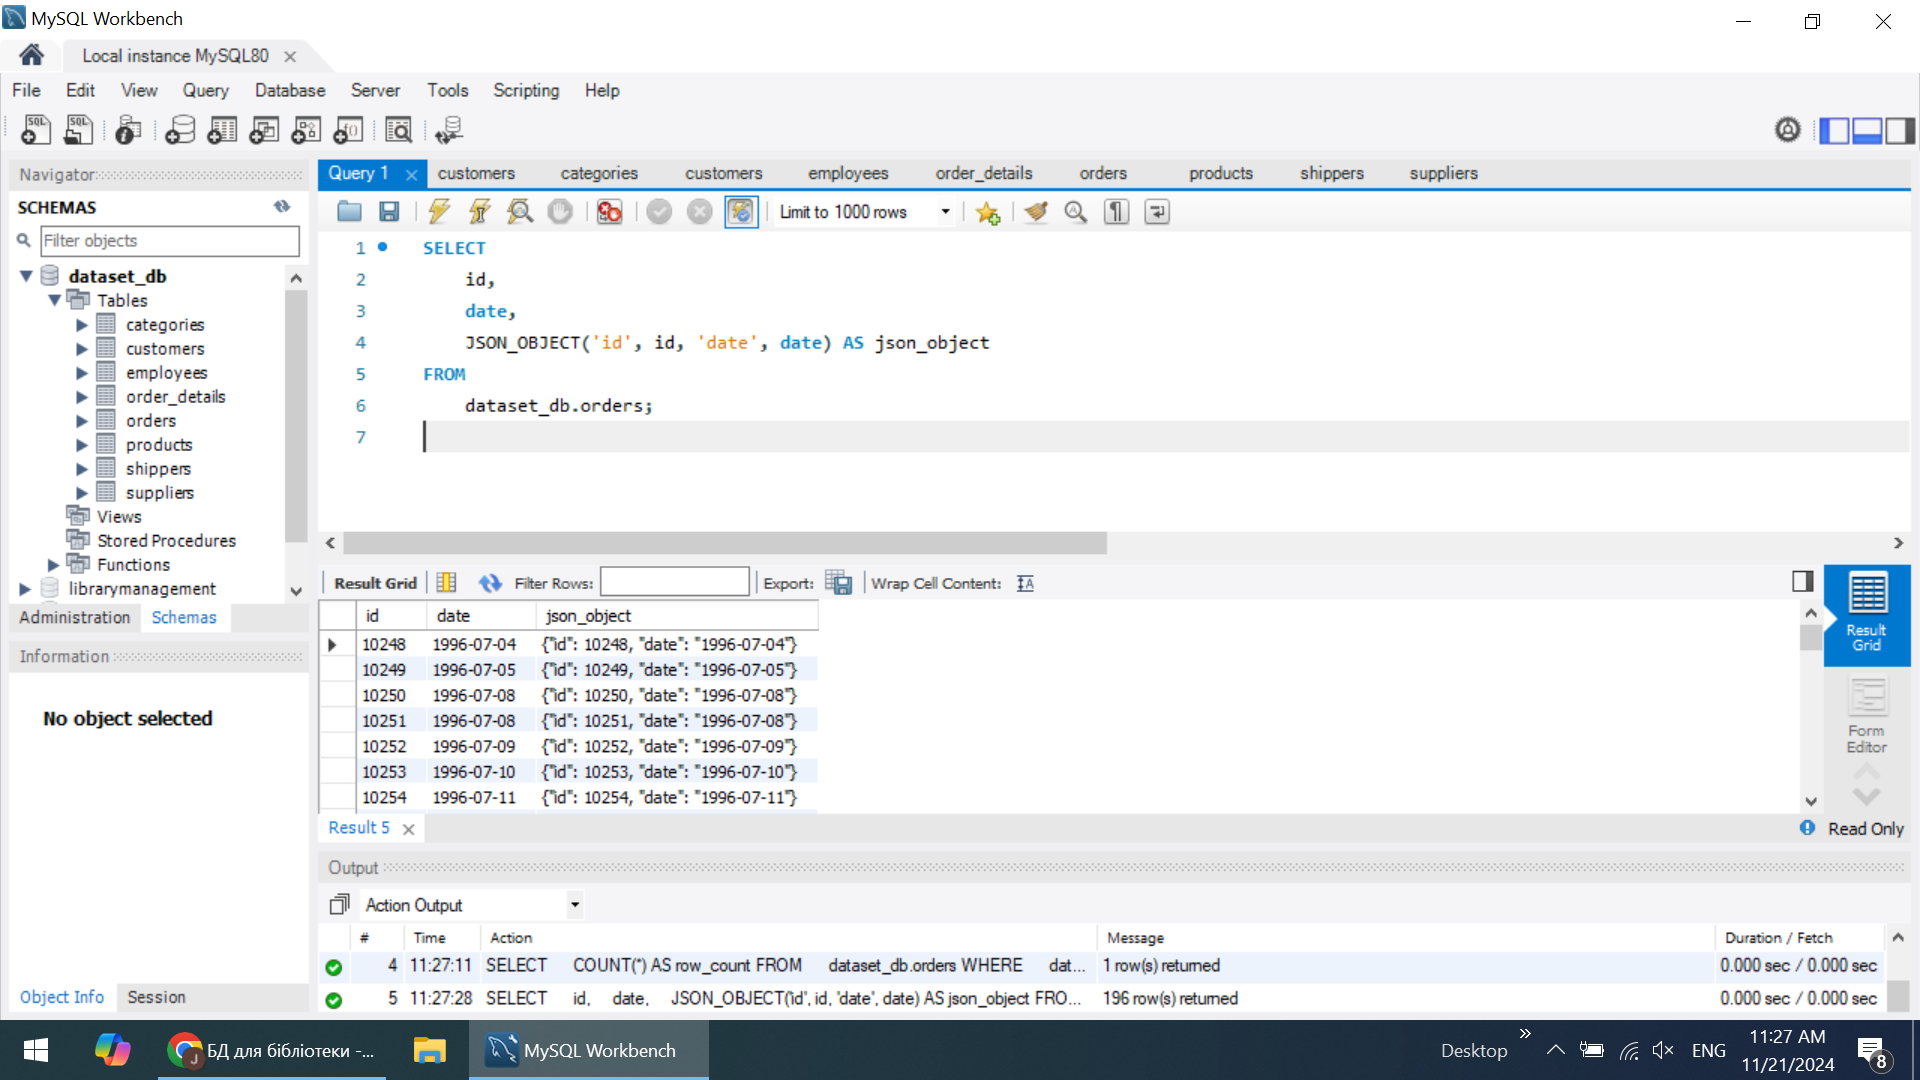 MySQL Workbench
Local instance MySQL80
File Edit View Query Database Server Tools Scripting Help
Navigator
SCHEMAS
Filter objects
dataset_db
Tables
categories
customers
employees
order_details
orders
products
shippers
suppliers
Views
Stored Procedures
Functions
librarymanagement
Administration Schemas
Information
No object selected
Object Info Session
Query 1 customers categories customers employees order_details orders products shippers suppliers
Limit to 1000 rows
1 SELECT
2 id,
3 date,
4 JSON_OBJECT('id', id, 'date', date) AS json_object
5 FROM
6 dataset_db.orders;
7
Result Grid Filter Rows: Export: Wrap Cell Content:
id date json_object
10248 1996-07-04 {"id": 10248, "date": "1996-07-04"}
10249 1996-07-05 {"id": 10249, "date": "1996-07-05"}
10250 1996-07-08 {"id": 10250, "date": "1996-07-08"}
10251 1996-07-08 {"id": 10251, "date": "1996-07-08"}
10252 1996-07-09 {"id": 10252, "date": "1996-07-09"}
10253 1996-07-10 {"id": 10253, "date": "1996-07-10"}
10254 1996-07-11 {"id": 10254, "date": "1996-07-11"}
Result
Grid
Form
Editor
Result 5
Read Only
Output
Action Output
# Time Action Message Duration / Fetch
4 11:27:11 SELECT COUNT(*) AS row_count FROM dataset_db.orders WHERE dat... 1 row(s) returned 0.000 sec / 0.000 sec
5 11:27:28 SELECT id, date, JSON_OBJECT('id', id, 'date', date) AS json_object FRO... 196 row(s) returned 0.000 sec / 0.000 sec
J БД для бібліотеки -... MySQL Workbench Desktop ENG
11:27 AM
11/21/2024
8